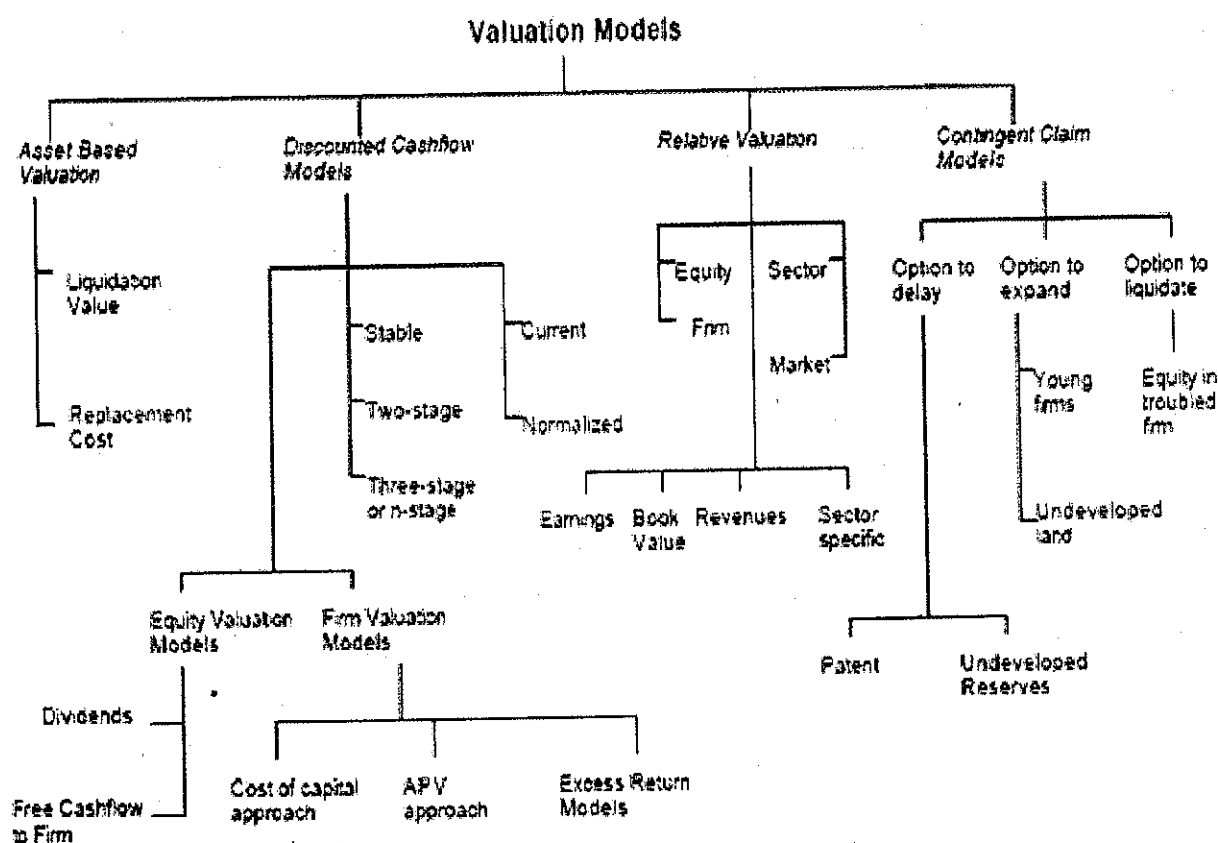 Valuation Models
Asset Based
Valuation
Discounted Cashflow
Models
Relative Valuation
Contingent Claim
Models
Liquidation
Value
Replacement
Cost
Stable
Two-stage
Three-stage
or n-stage
Current
Normalized
Equity
Frim
Sector
Market
Option to
delay
Option to
expand
Option to
liquidate
Young
firms
Undeveloped
land
Equity in
troubled
firm
Earnings
Book
Value
Revenues
Sector
specific
Equity Valuation
Models
Firm Valuation
Models
Patent
Undeveloped
Reserves
Dividends
Free Cashflow
to Firm
Cost of capital
approach
APV
approach
Excess Return
Models